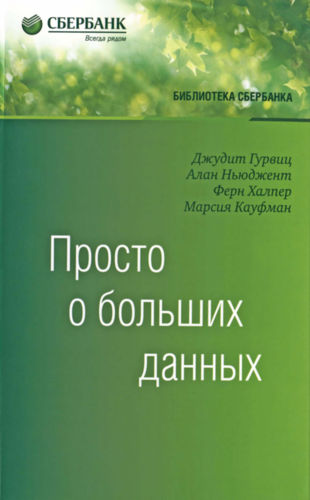 СБЕРБАНК
Всегда рядом
БИБЛИОТЕКА СБЕРБАНКА
Джудит Гурвиц
Алан Ньюджент
Ферн Халпер
Марсия Кауфман
Просто
о больших
данных